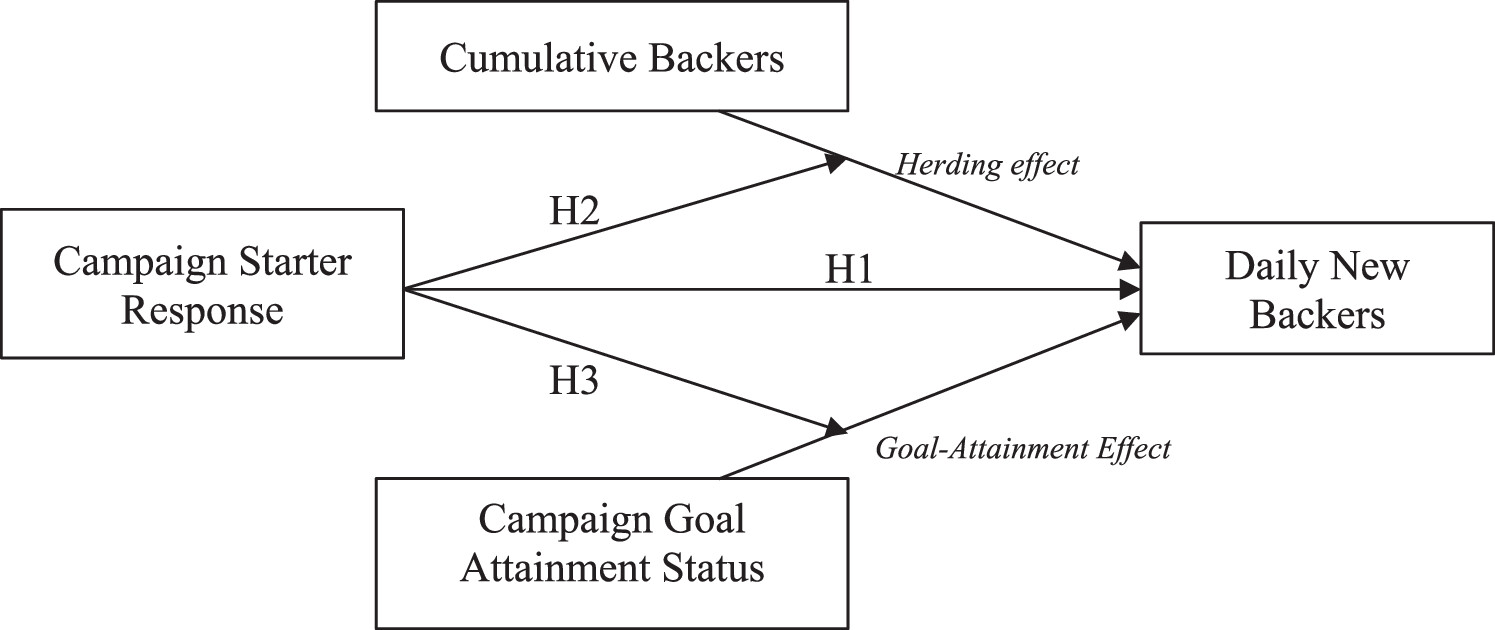 Cumulative Backers
Herding effect
H2
Campaign Starter
Response
H1
Daily New
Backers
H3
Goal-Attainment Effect
Campaign Goal
Attainment Status